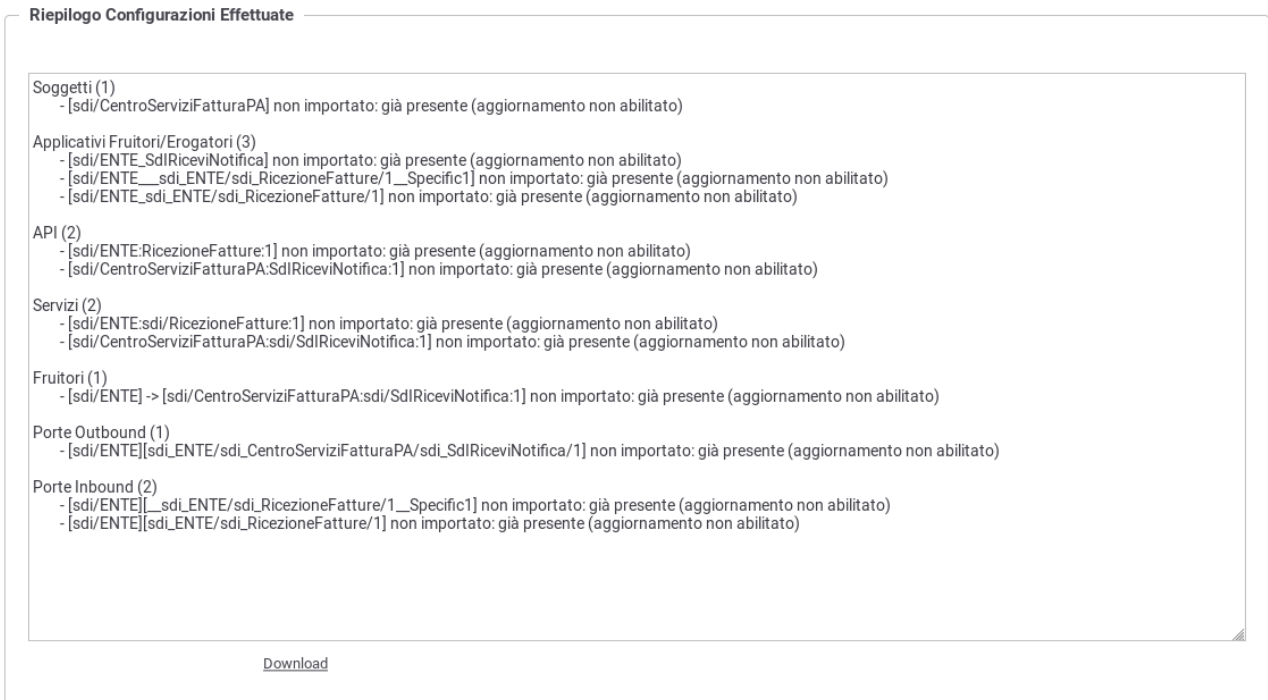 Riepilogo Configurazioni Effettuate
Soggetti (1)
- [sdi/CentroServiziFatturaPA] non importato: già presente (aggiornamento non abilitato)
Applicativi Fruitori/Erogatori (3)
- [sdi/ENTE_SdIRiceviNotifica] non importato: già presente (aggiornamento non abilitato)
- [sdi/ENTE___sdi_ENTE/sdi_RicezioneFatture/1__Specific1] non importato: già presente (aggiornamento non abilitato)
- [sdi/ENTE_sdi_ENTE/sdi_RicezioneFatture/1] non importato: già presente (aggiornamento non abilitato)
API (2)
- [sdi/ENTE:RicezioneFatture:1] non importato: già presente (aggiornamento non abilitato)
- [sdi/CentroServiziFatturaPA:SdIRiceviNotifica:1] non importato: già presente (aggiornamento non abilitato)
Servizi (2)
- [sdi/ENTE:sdi/RicezioneFatture:1] non importato: già presente (aggiornamento non abilitato)
- [sdi/CentroServiziFatturaPA:sdi/SdIRiceviNotifica:1] non importato: già presente (aggiornamento non abilitato)
Fruitori (1)
- [sdi/ENTE] -> [sdi/CentroServiziFatturaPA:sdi/SdIRiceviNotifica:1] non importato: già presente (aggiornamento non abilitato)
Porte Outbound (1)
- [sdi/ENTE][sdi_ENTE/sdi_CentroServiziFatturaPA/sdi_SdIRiceviNotifica/1] non importato: già presente (aggiornamento non abilitato)
Porte Inbound (2)
- [sdi/ENTE][__sdi_ENTE/sdi_RicezioneFatture/1__Specific1] non importato: già presente (aggiornamento non abilitato)
- [sdi/ENTE][sdi_ENTE/sdi_RicezioneFatture/1] non importato: già presente (aggiornamento non abilitato)
Download